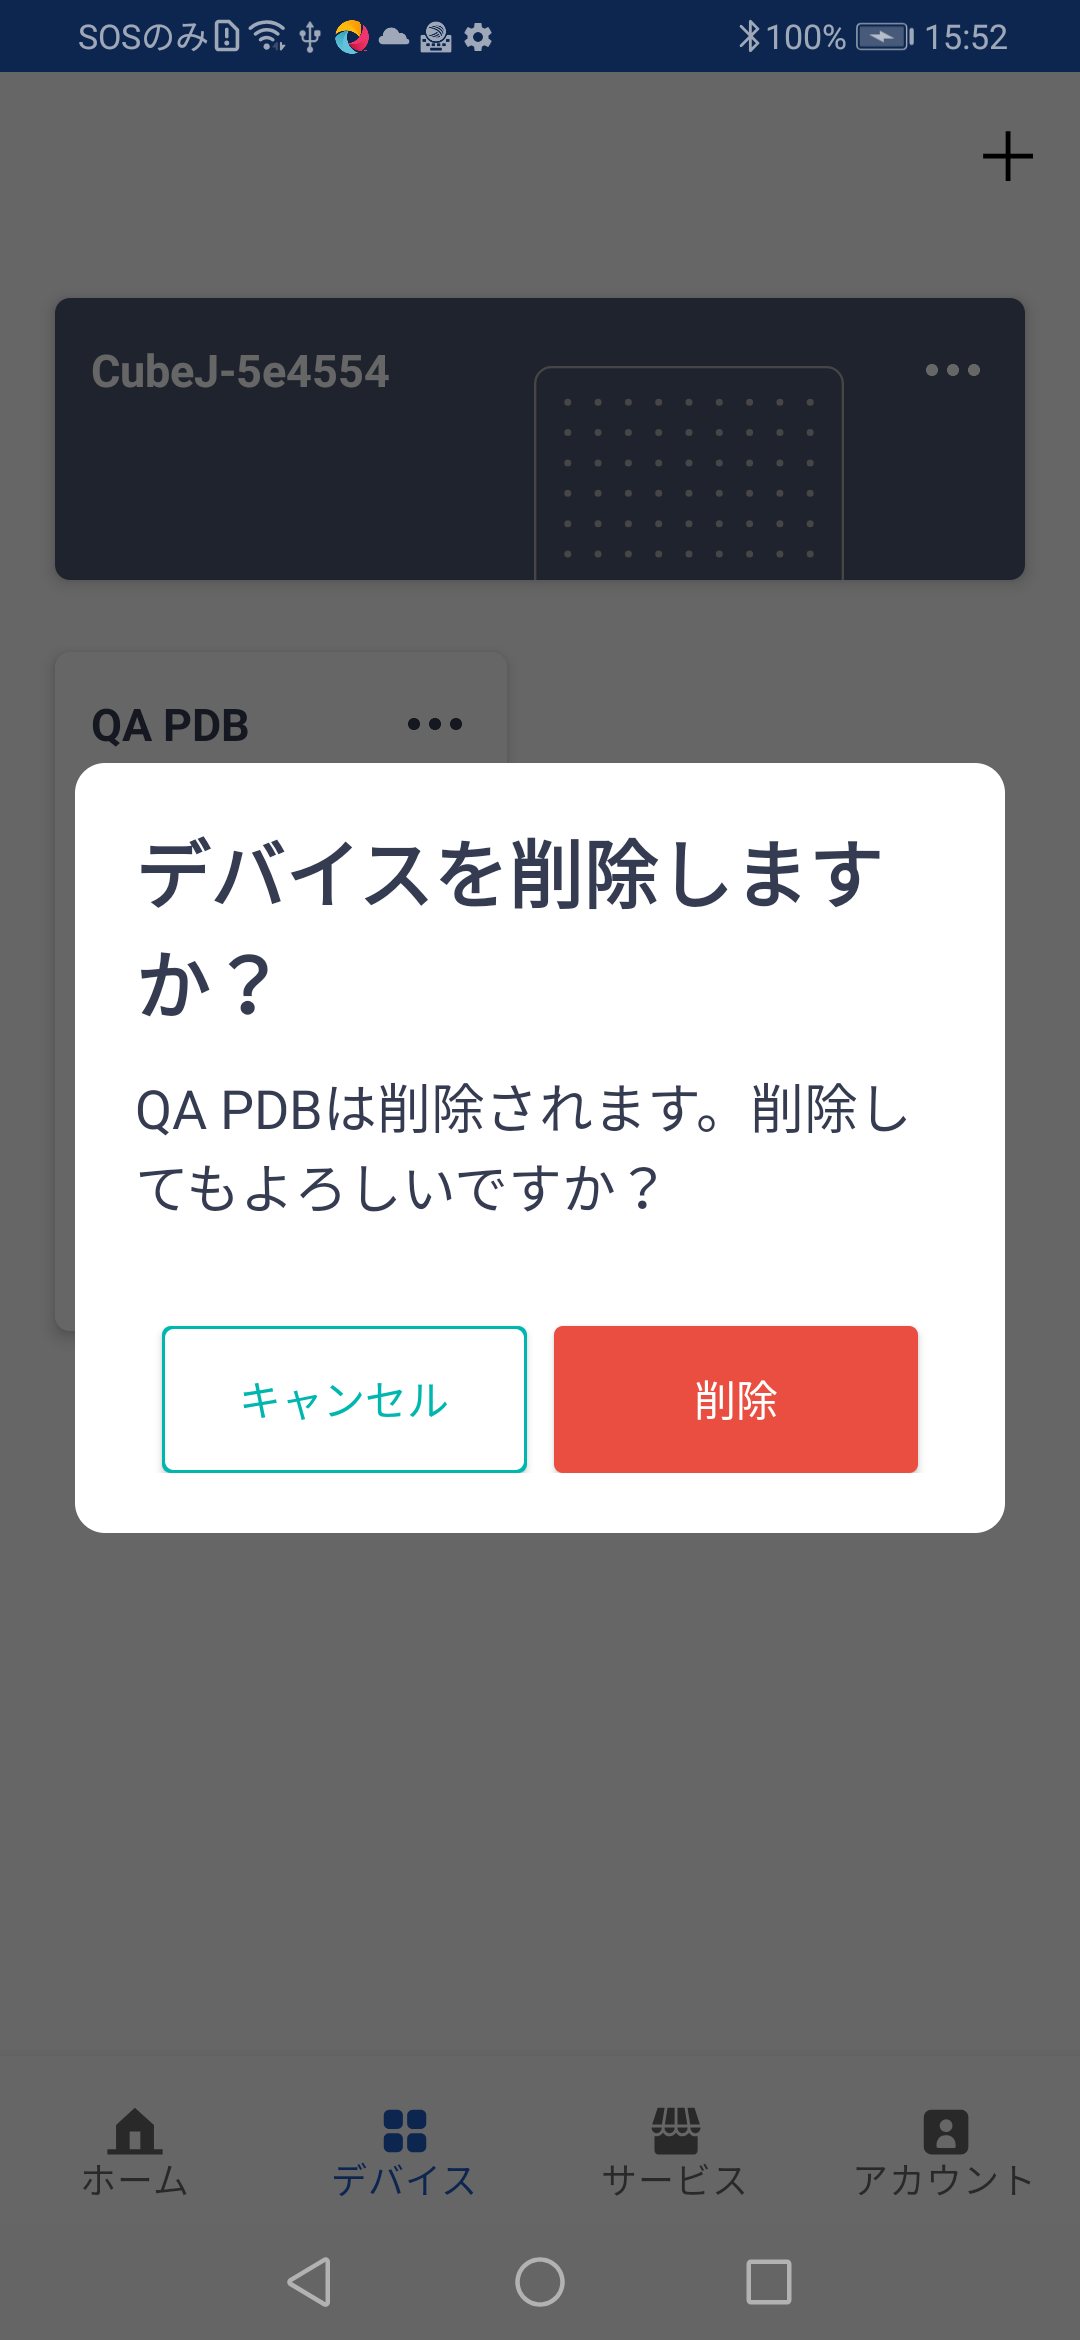 SOSのみ 100% 15:52
CubeJ-5e4554
QA PDB
デバイスを削除します
か？
QA PDBは削除されます。削除し
てもよろしいですか？
キャンセル 削除
ホーム デバイス サービス アカウント